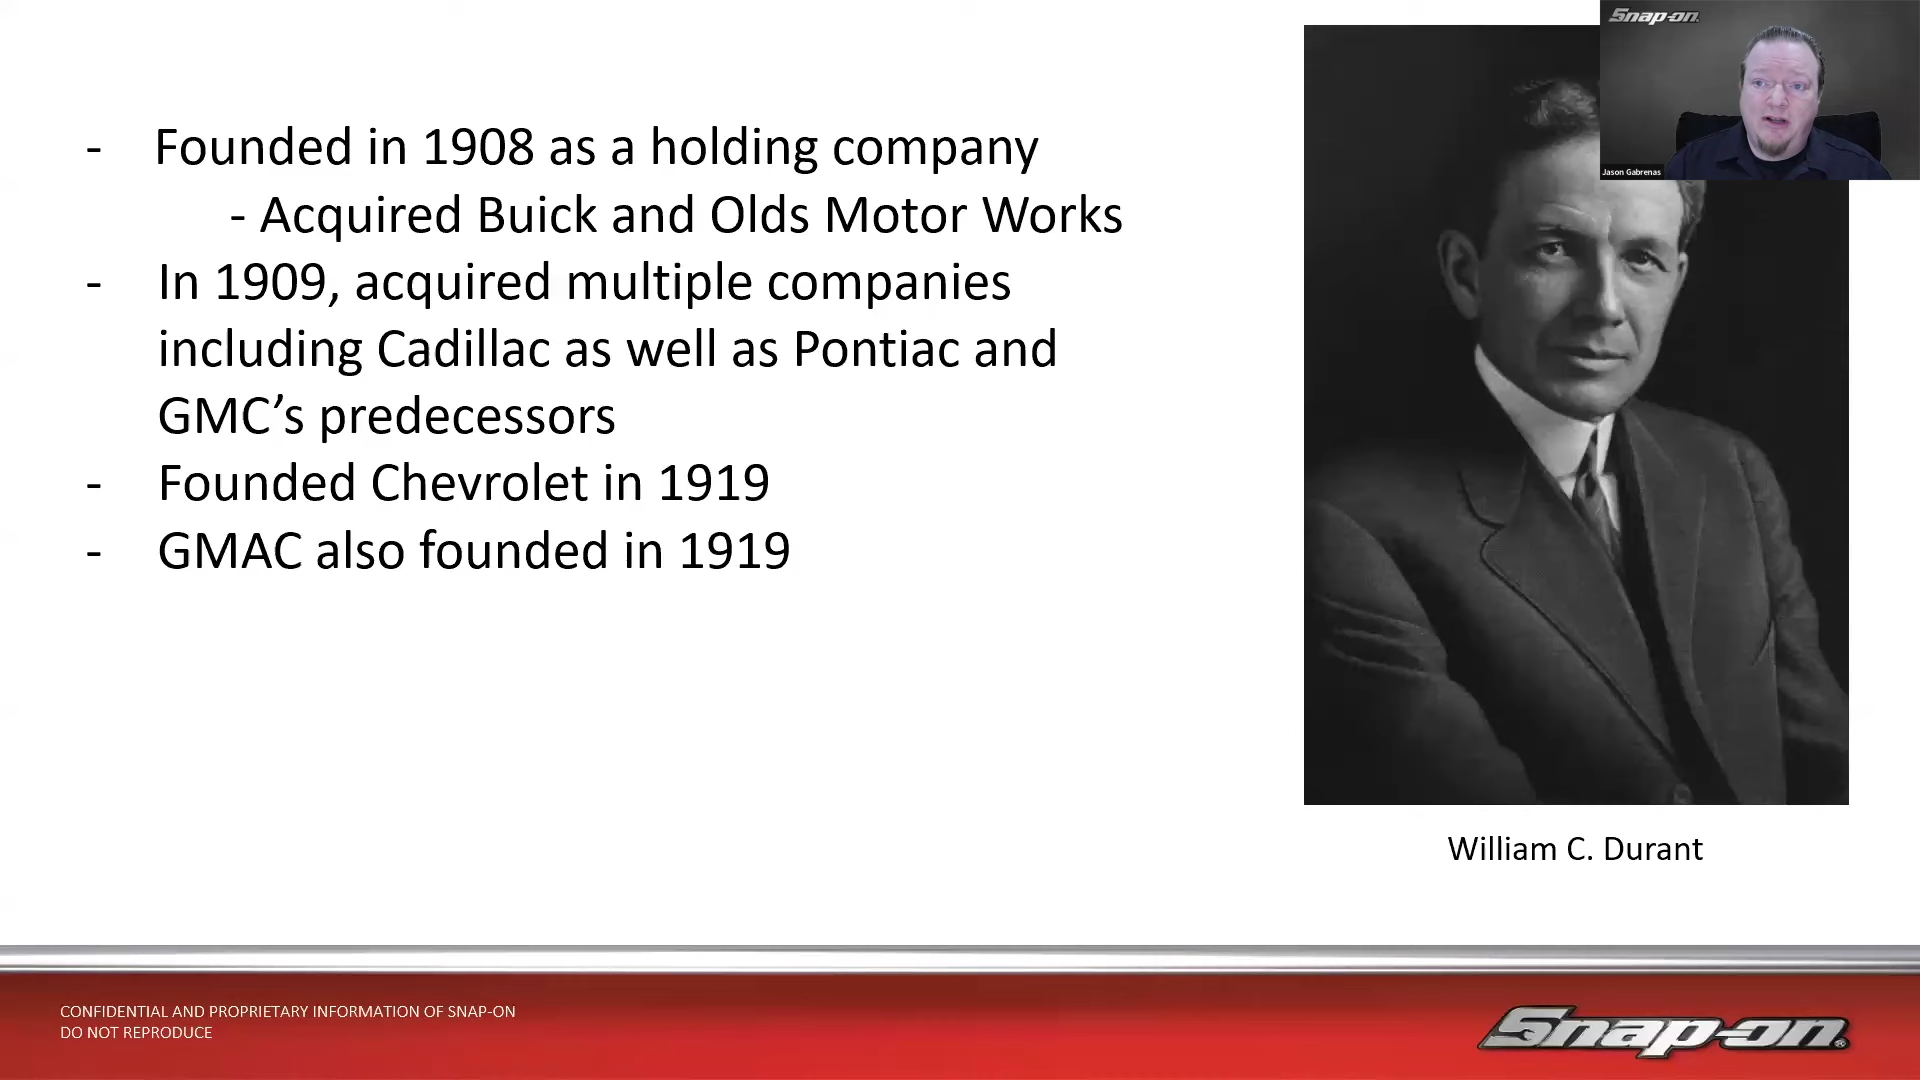 Snap-on
Jason Gabrenas
- Founded in 1908 as a holding company
- Acquired Buick and Olds Motor Works
- In 1909, acquired multiple companies
including Cadillac as well as Pontiac and
GMC’s predecessors
- Founded Chevrolet in 1919
- GMAC also founded in 1919
William C. Durant
CONFIDENTIAL AND PROPRIETARY INFORMATION OF SNAP-ON
DO NOT REPRODUCE
Snap-on®